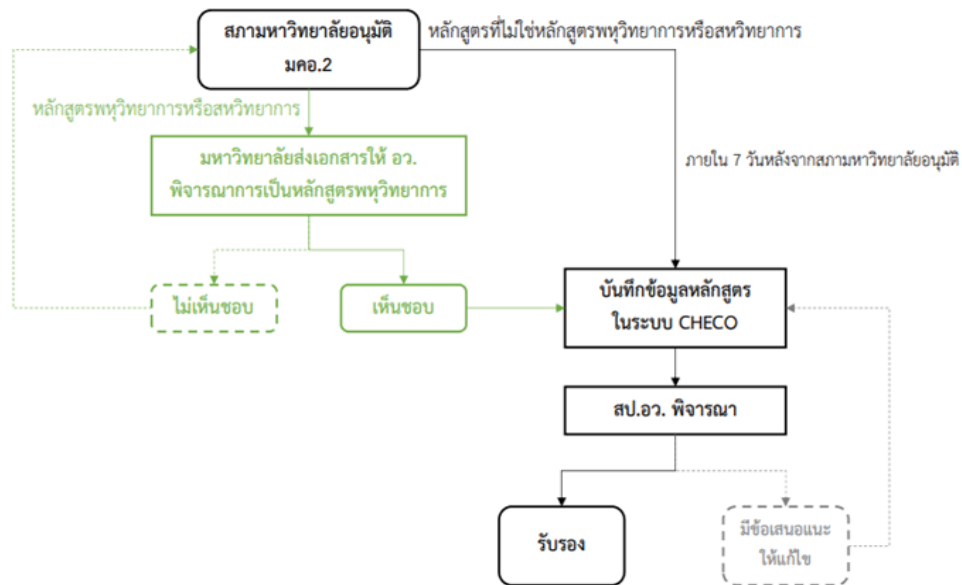 สภามหาวิทยาลัยอนุมัติ
มคอ.2
หลักสูตรที่ไม่ใช่หลักสูตรพหุวิทยาการหรือสหวิทยาการ
หลักสูตรพหุวิทยาการหรือสหวิทยาการ
มหาวิทยาลัยส่งเอกสารให้ อว.
พิจารณาการเป็นหลักสูตรพหุวิทยาการ
ภายใน 7 วันหลังจากสภามหาวิทยาลัยอนุมัติ
ไม่เห็นชอบ
เห็นชอบ
บันทึกข้อมูลหลักสูตร
ในระบบ CHECO
สป.อว. พิจารณา
รับรอง
มีข้อเสนอแนะ
ให้แก้ไข